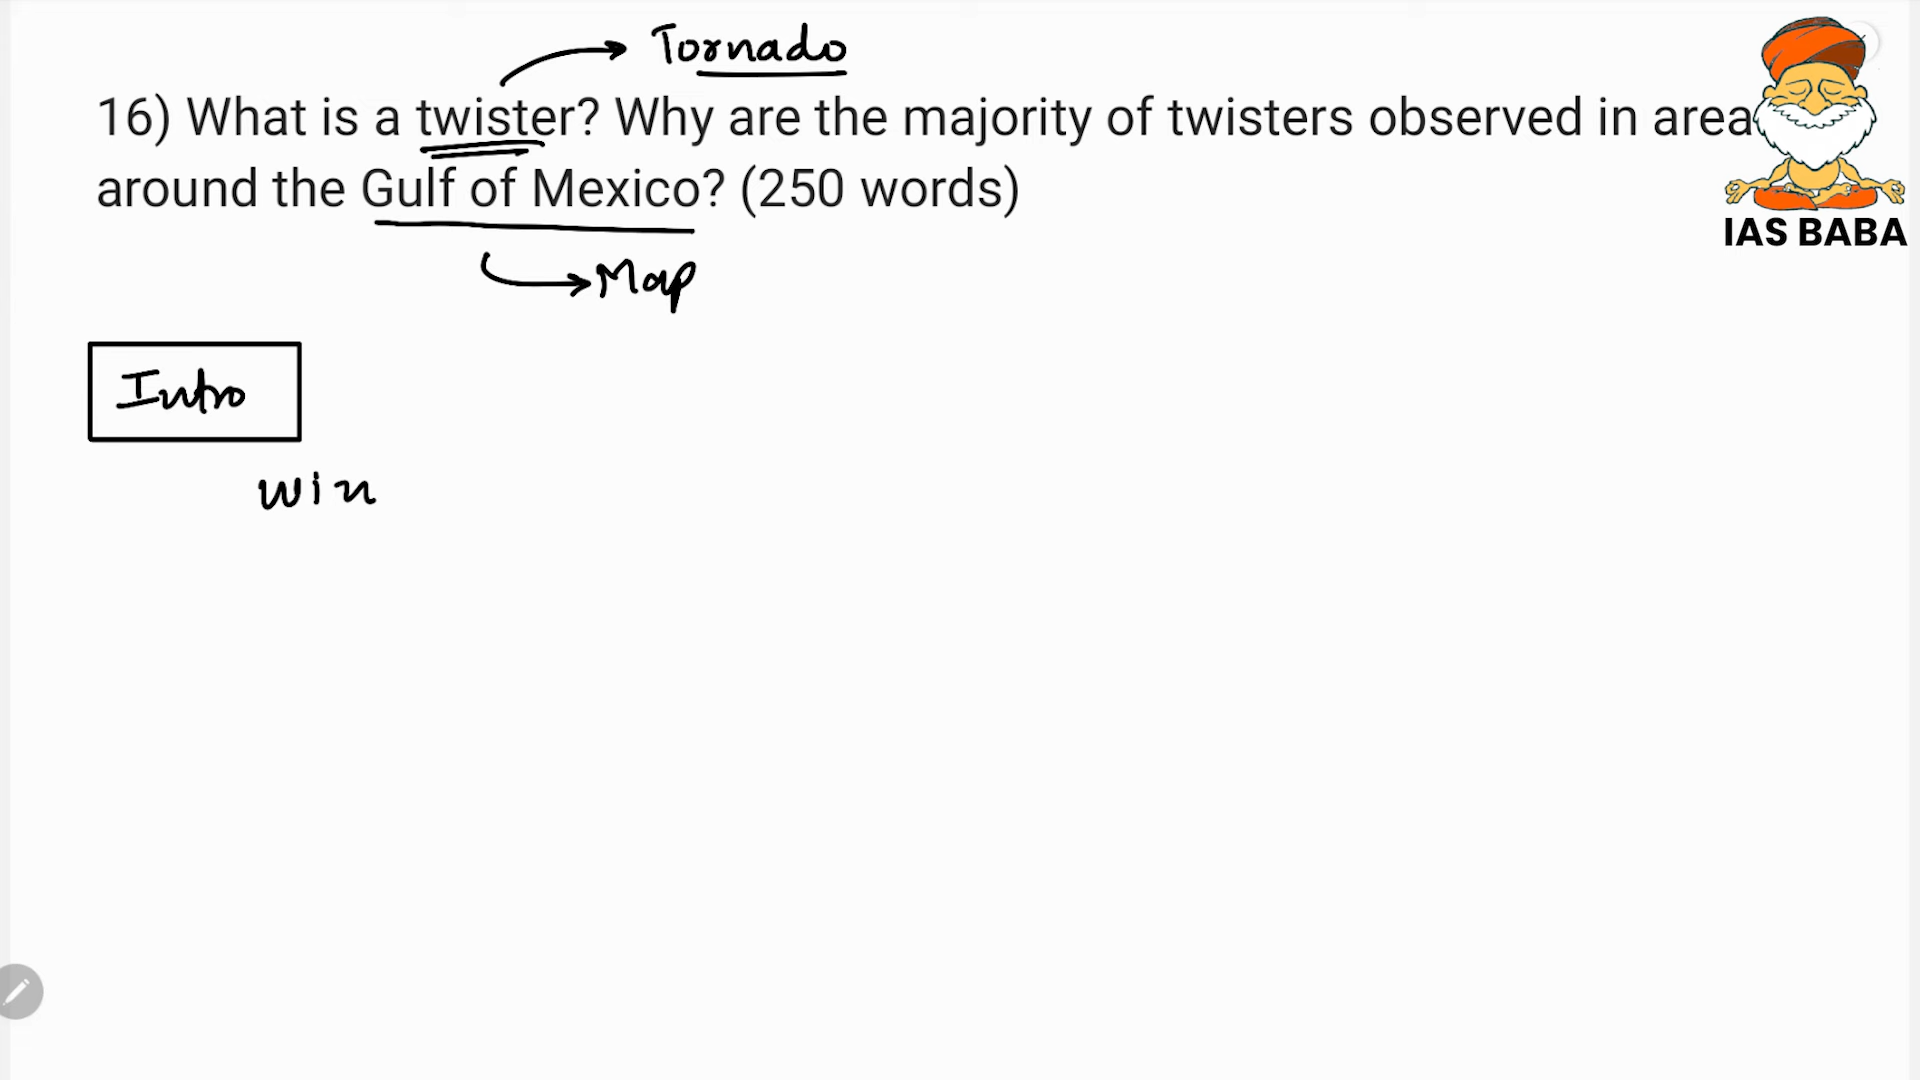 Tornado
16) What is a twister? Why are the majority of twisters observed in area
around the Gulf of Mexico? (250 words)
IAS BABA
Map
Intro
win